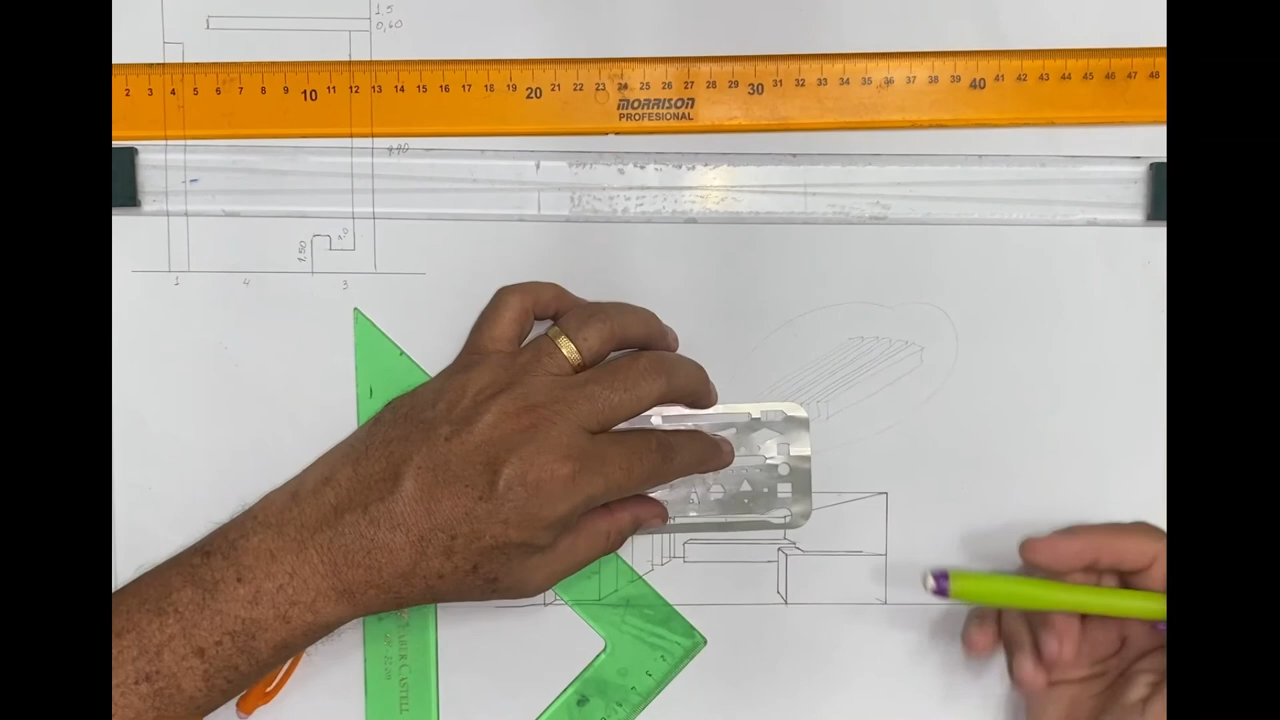 1,5
0,60
2 3 4 5 6 7 8 9 10 11 12 13 14 15 16 17 18 19 20 21 22 23 24 25 26 27 28 29 30 31 32 33 34 35 36 37 38 39 40 41 42 43 44 45 46 47 48
MORRISON
PROFESIONAL
1,50
1 4 3
FABER CASTELL